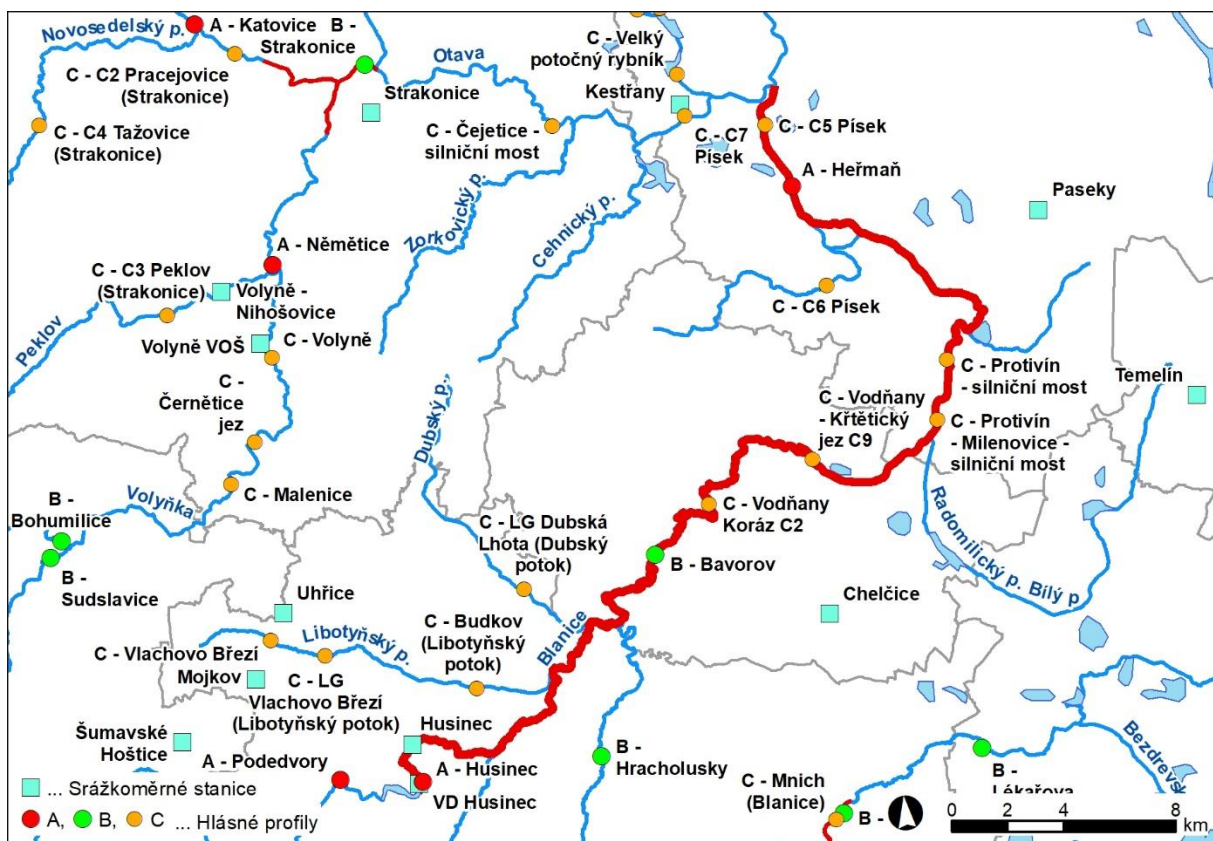 Novosedelský p.
A - Katovice
B -
Strakonice
C - C2 Pracejovice
(Strakonice)
Strakonice
Otava
C - Velký
potočný rybník
Kestřany
C - C4 Tažovice
(Strakonice)
C - Čejetice -
silniční most
C - C7
Písek
C - C5 Písek
A - Heřmaň
Paseky
Zorkovický p.
Cehnický p.
A - Němětice
C - C3 Peklov
(Strakonice)
Volyně -
Nihošovice
C - C6 Písek
Peklov
Volyně VOŠ
C - Volyně
C -
Černětice
jez
Dubský p.
C - Protivín
- silniční most
Temelín
C - Vodňany
- Křtětický
jez C9
C - Protivín
- Milenovice -
silniční most
C - Malenice
Volyňka
B -
Bohumilice
B -
Sudslavice
C - LG Dubská
Lhota (Dubský
potok)
C - Vodňany
Koráz C2
B - Bavorov
Radomilický p.
Bílý p
Uhřice
Chelčice
Libotyňský p.
C - Budkov
(Libotyňský
potok)
Blanice
C - Vlachovo Březí
Mojkov
C - LG
Vlachovo Březí
(Libotyňský potok)
Husinec
Šumavské
Hoštice
A - Podedvory
A - Husinec
VD Husinec
B -
Hracholusky
C - Mnich
(Blanice)
B -
B -
Lékařova
Bezdrevsk
... Srážkoměrné stanice
A, B, C ... Hlásné profily
0 2 4 8
km